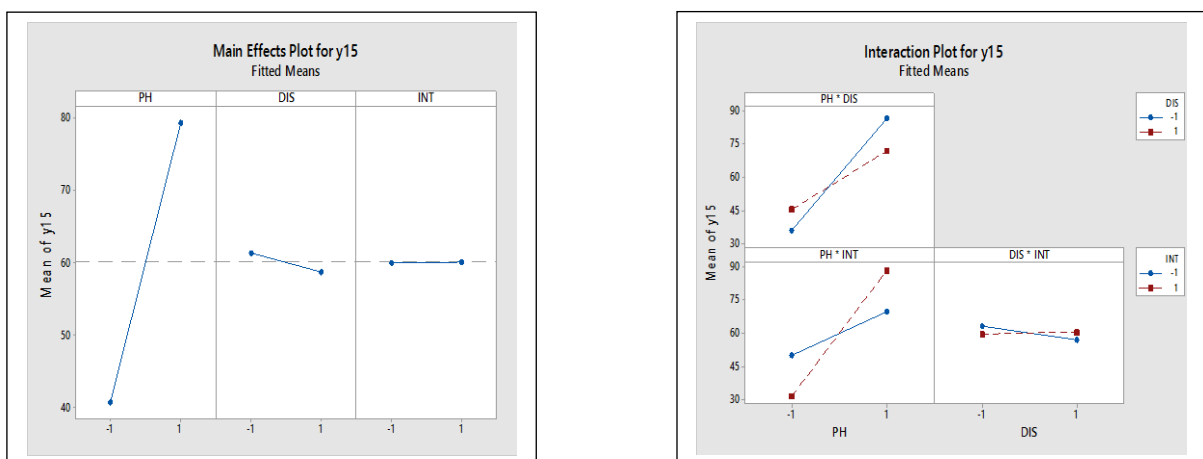 Main Effects Plot for y15
Fitted Means
PH DIS INT
80
70
60
50
40
Mean of y15
-1 1 -1 1 -1 1
Interaction Plot for y15
Fitted Means
PH * DIS
90
75
60
45
30
DIS
-1
1
Mean of y15
PH * INT DIS * INT
90
75
60
45
30
INT
-1
1
-1 1 -1 1
PH DIS